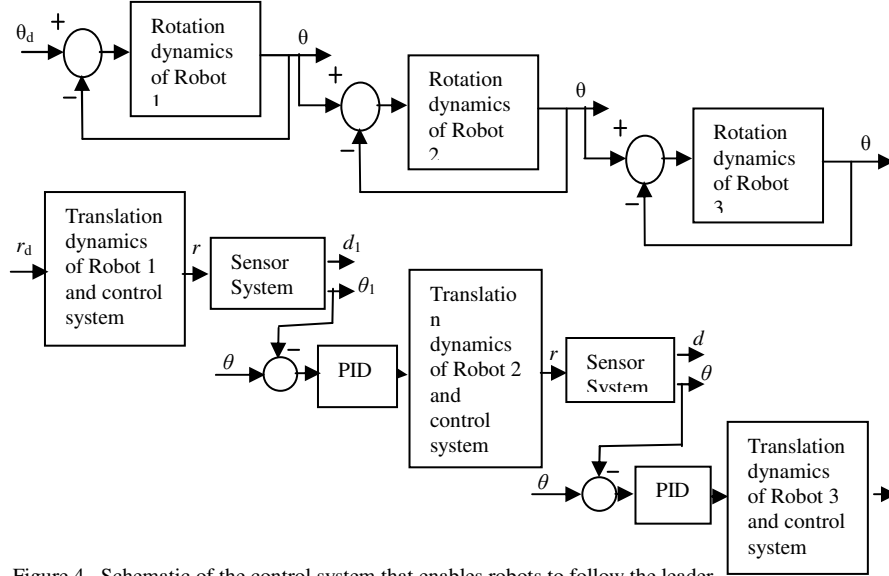 θd
+
−
Rotation
dynamics
of Robot
1
θ
+
−
Rotation
dynamics
of Robot
2
θ
+
−
Rotation
dynamics
of Robot
3
θ
rd
Translation
dynamics
of Robot 1
and control
system
r
Sensor
System
d1
θ1
θ
−
PID
Translatio
n
dynamics
of Robot 2
and
control
system
r
Sensor
System
d
θ
θ
−
PID
Translation
dynamics
of Robot 3
and control
system
Figure 4. Schematic of the control system that enables robots to follow the leader